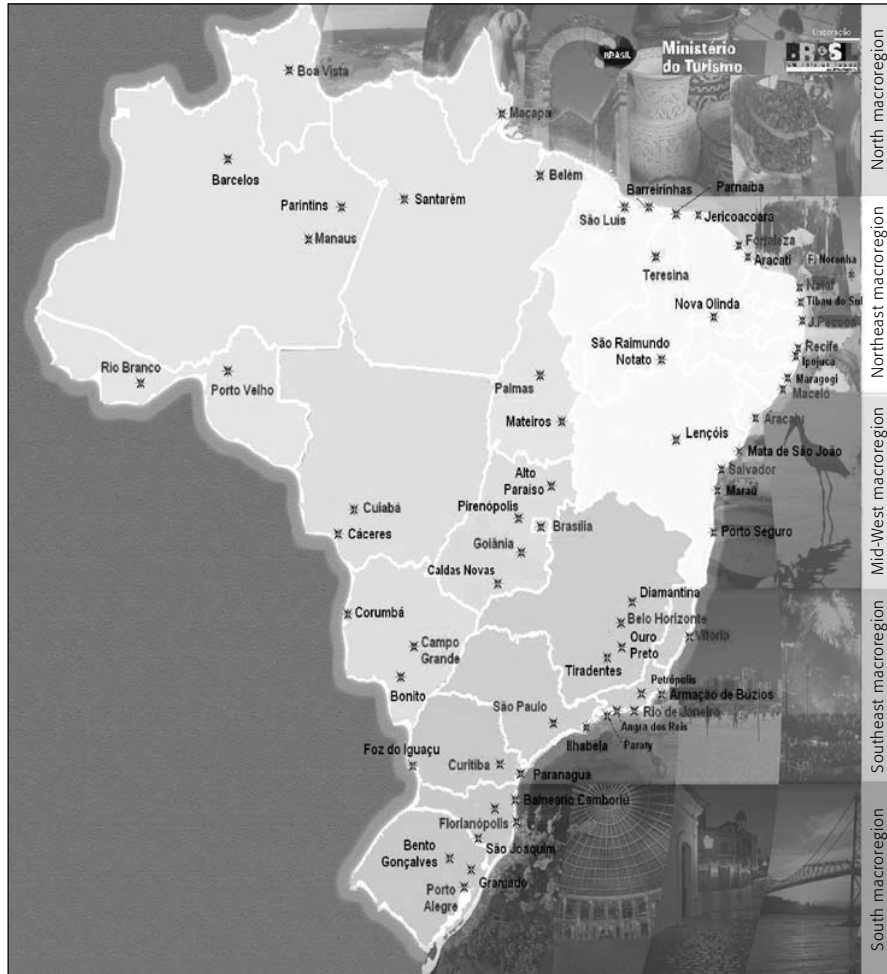 Elaboração
BRASIL
Ministério
do Turismo
BRASIL
Boa Vista
Macapá
Barcelos
Belém
Parintins
Santarém
Manaus
Barreirinhas
Parnaíba
São Luís
Jericoacoara
Fortaleza
Aracati
F. Noronha
Teresina
Natal
Tibau do Sul
Nova Olinda
J.Pessoa
São Raimundo
Notato
Recife
Ipojuca
Maragogi
Maceió
Rio Branco
Porto Velho
Palmas
Mateiros
Aracaju
Lençóis
Mata de São João
Salvador
Maraú
Alto
Paraíso
Cuiabá
Pirenópolis
Brasília
Cáceres
Goiânia
Porto Seguro
Caldas Novas
Diamantina
Corumbá
Belo Horizonte
Campo
Grande
Ouro
Preto
Vitória
Tiradentes
Bonito
Petrópolis
Armação de Búzios
São Paulo
Rio de Janeiro
Angra dos Reis
Ilhabela
Paraty
Foz do Iguaçu
Curitiba
Paranaguá
Balneário Camboriú
Florianópolis
São Joaquim
Bento
Gonçalves
Gramado
Porto
Alegre
North macroregion
Northeast macroregion
Mid-West macroregion
Southeast macroregion
South macroregion